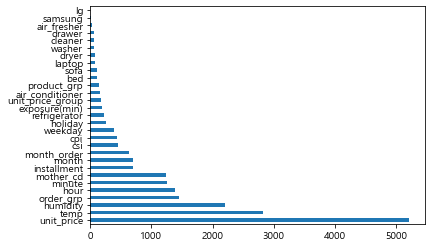 lg
samsung
air_fresher
drawer
cleaner
washer
dryer
laptop
sofa
bed
product_grp
air_conditioner
unit_price_group
exposure(min)
refrigerator
holiday
weekday
cpi
csi
month_order
month
installment
mother_cd
minute
hour
order_grp
humidity
temp
unit_price
0 1000 2000 3000 4000 5000